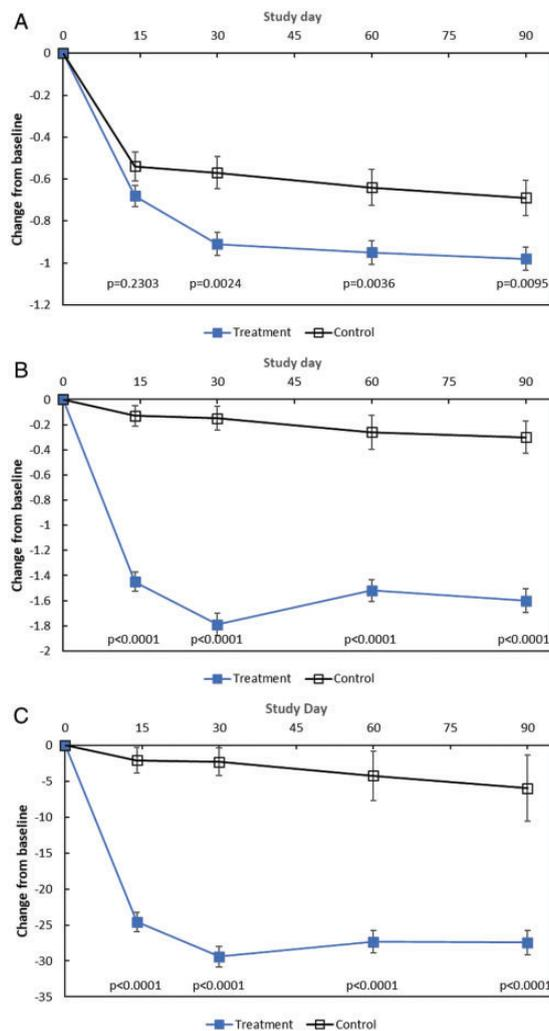 A
Study day
0 15 30 45 60 75 90
0
-0.2
-0.4
-0.6
-0.8
-1
-1.2
Change from baseline
p=0.2303 p=0.0024 p=0.0036 p=0.0095
Treatment Control
B
Study day
0 15 30 45 60 75 90
0
-0.2
-0.4
-0.6
-0.8
-1
-1.2
-1.4
-1.6
-1.8
-2
Change from baseline
p<0.0001 p<0.0001 p<0.0001 p<0.0001
Treatment Control
C
Study Day
0 15 30 45 60 75 90
0
-5
-10
-15
-20
-25
-30
-35
Change from baseline
p<0.0001 p<0.0001 p<0.0001 p<0.0001
Treatment Control